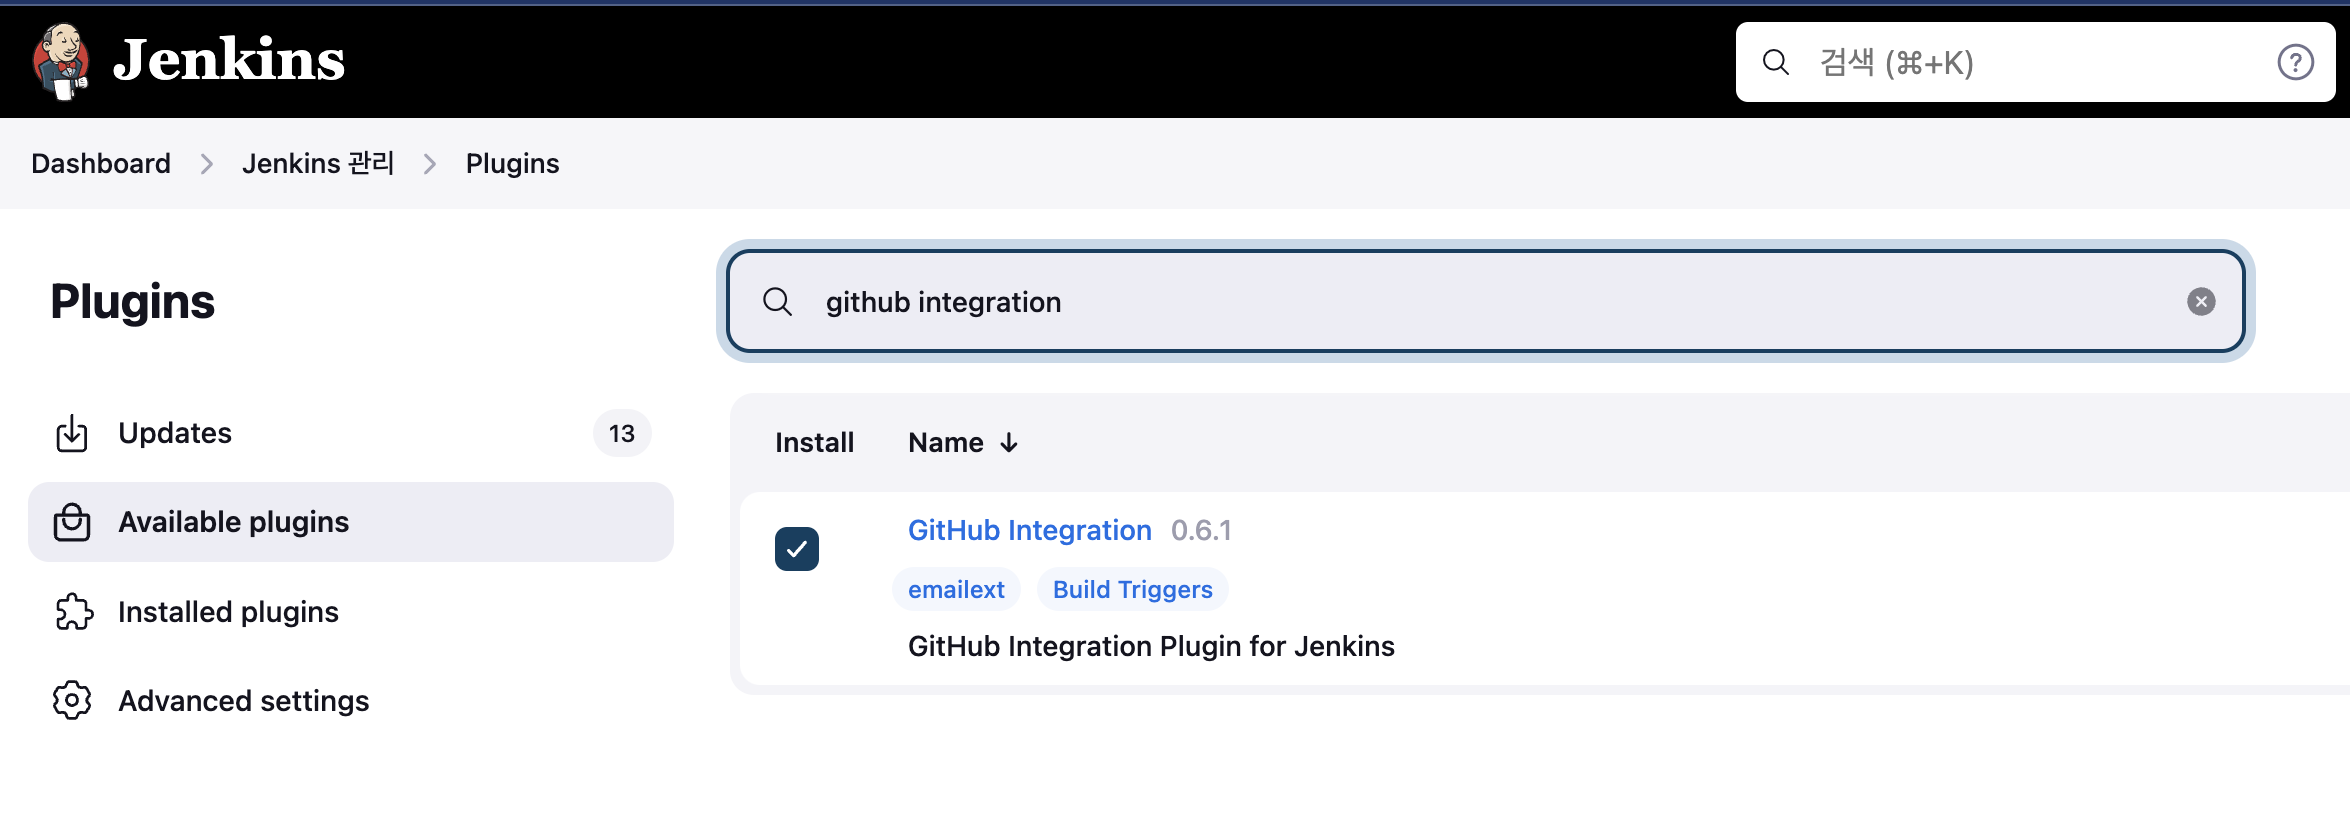 Jenkins
검색 (⌘+K)
Dashboard Jenkins 관리 Plugins
Plugins
github integration
Updates 13
Available plugins
Installed plugins
Advanced settings
Install Name ↓
GitHub Integration 0.6.1
emailext Build Triggers
GitHub Integration Plugin for Jenkins